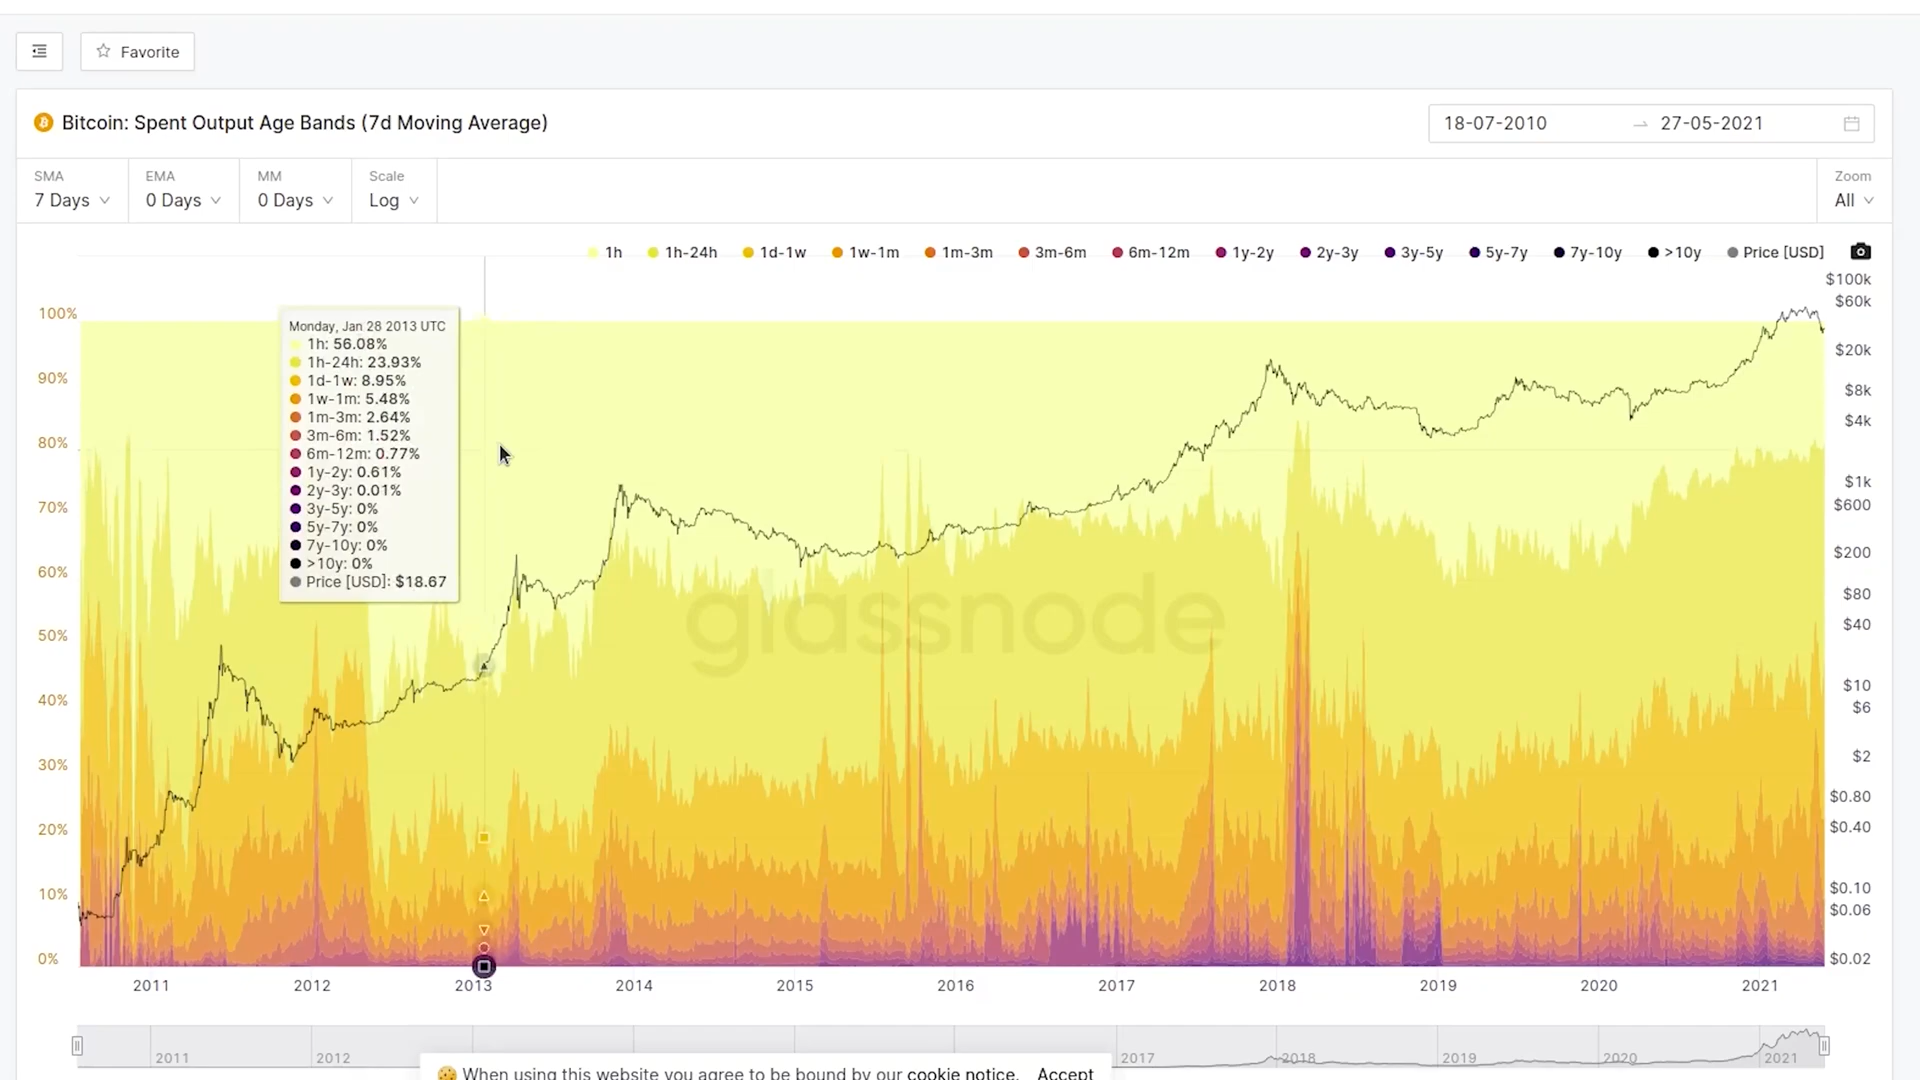 Favorite
Bitcoin: Spent Output Age Bands (7d Moving Average)
18-07-2010 → 27-05-2021
SMA EMA MM Scale Zoom
7 Days 0 Days 0 Days Log All
1h 1h-24h 1d-1w 1w-1m 1m-3m 3m-6m 6m-12m 1y-2y 2y-3y 3y-5y 5y-7y 7y-10y >10y Price [USD]
100%
90%
80%
70%
60%
50%
40%
30%
20%
10%
0%
Monday, Jan 28 2013 UTC
1h: 56.08%
1h-24h: 23.93%
1d-1w: 8.95%
1w-1m: 5.48%
1m-3m: 2.64%
3m-6m: 1.52%
6m-12m: 0.77%
1y-2y: 0.61%
2y-3y: 0.01%
3y-5y: 0%
5y-7y: 0%
7y-10y: 0%
>10y: 0%
Price [USD]: $18.67
glassnode
$100k
$60k
$20k
$8k
$4k
$1k
$600
$200
$80
$40
$10
$6
$2
$0.80
$0.40
$0.10
$0.06
$0.02
2011 2012 2013 2014 2015 2016 2017 2018 2019 2020 2021
2011 2012 2017 2018 2019 2020 2021
When using this website you agree to be bound by our cookie notice. Accept